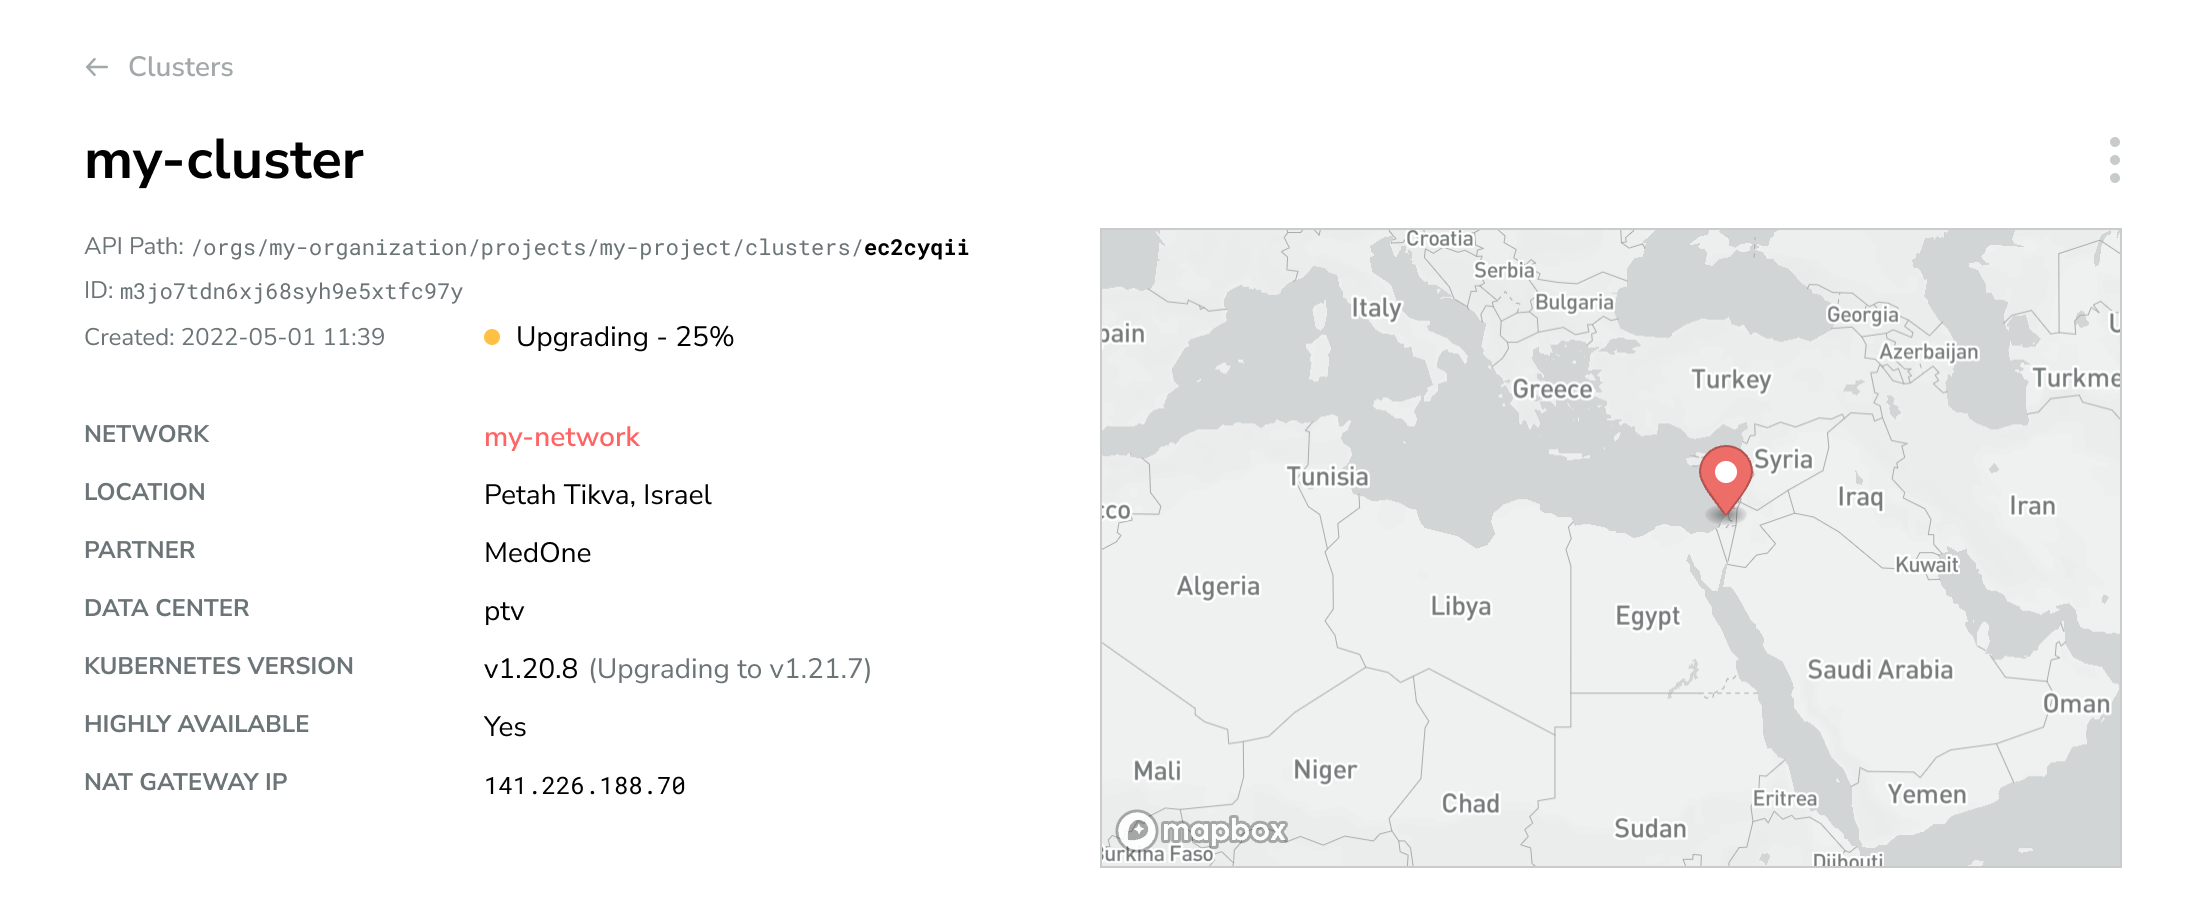 ← Clusters
my-cluster
API Path: /orgs/my-organization/projects/my-project/clusters/ec2cyqii
ID: m3jo7tdn6xj68syh9e5xtfc97y
Created: 2022-05-01 11:39
Upgrading - 25%
NETWORK my-network
LOCATION Petah Tikva, Israel
PARTNER MedOne
DATA CENTER ptv
KUBERNETES VERSION v1.20.8 (Upgrading to v1.21.7)
HIGHLY AVAILABLE Yes
NAT GATEWAY IP 141.226.188.70
Croatia
Serbia
Italy
Bulgaria
Georgia
pain
Azerbaijan
Turkey
Turkme
Greece
Syria
Tunisia
Iraq
Iran
cco
Kuwait
Algeria
Libya
Egypt
Saudi Arabia
Oman
Mali
Niger
Chad
Eritrea
Yemen
Sudan
mapbox
Burkina Faso
Djibouti